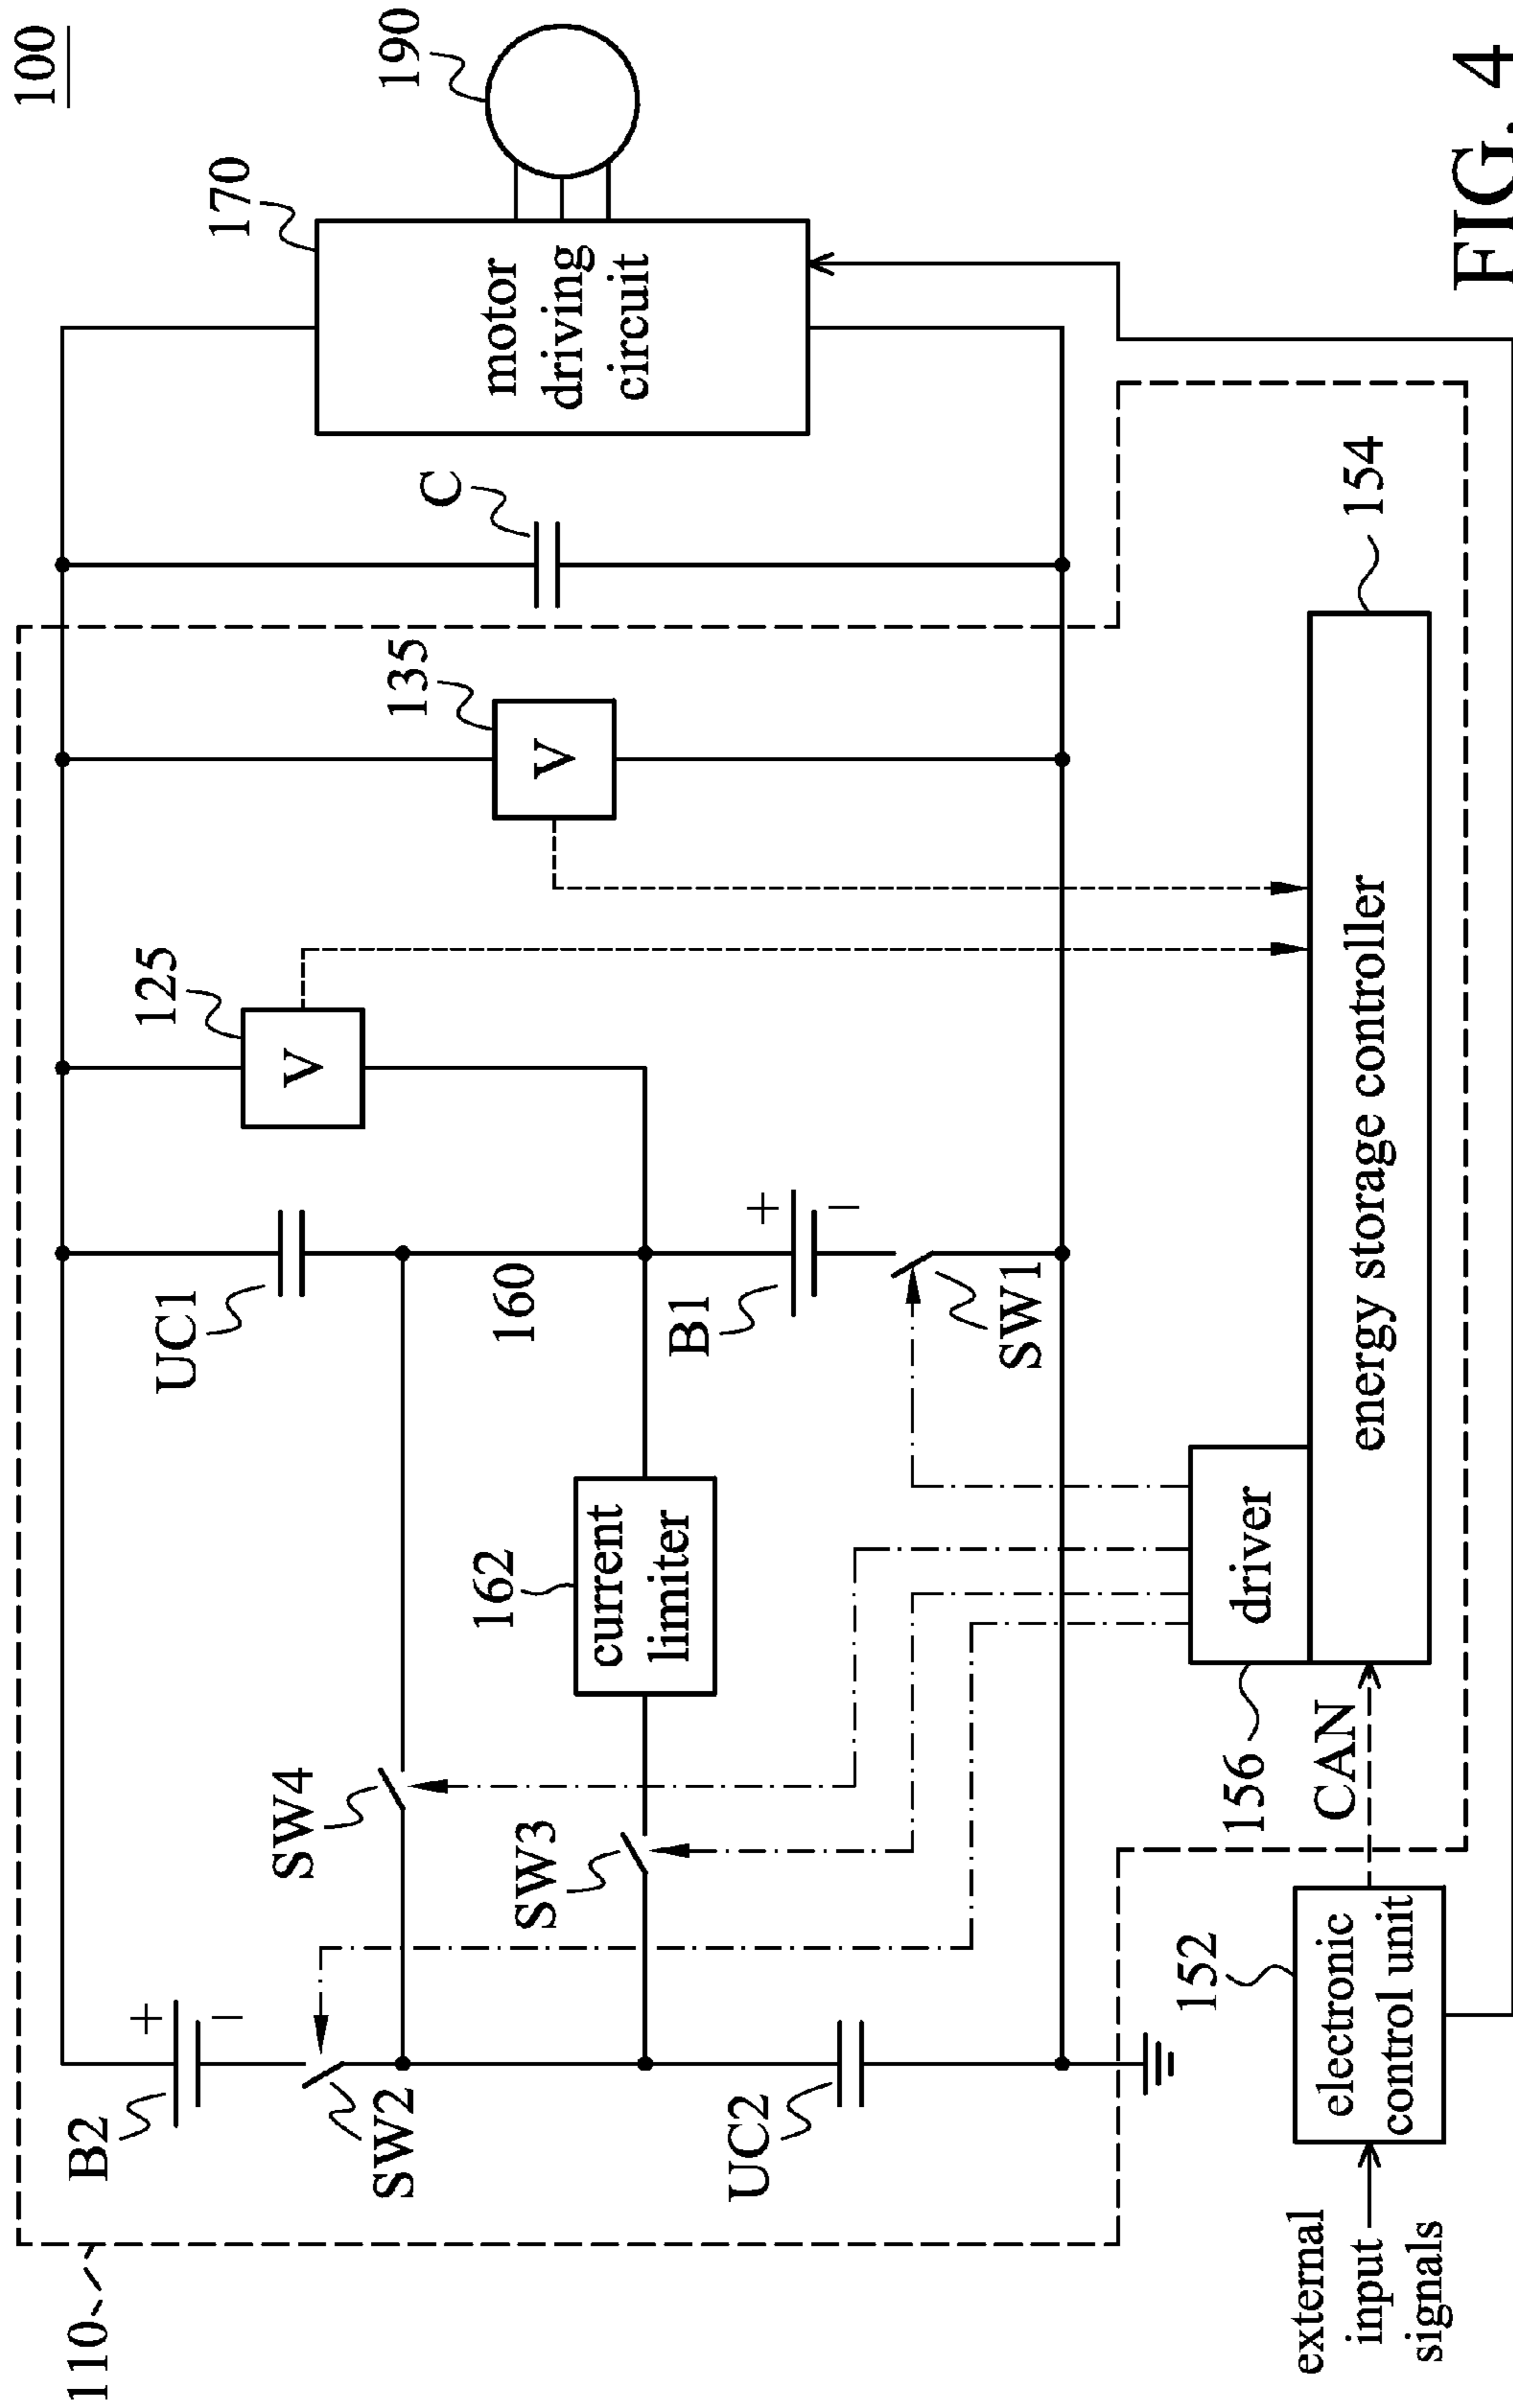 100
110
B2
+
−
SW2
SW4
UC1
125
V
160
162
current
limiter
SW3
UC2
B1
+
−
SW1
135
V
C
170
motor
driving
circuit
190
driver
156
CAN
energy storage controller
154
152
electronic
control unit
external
input
signals
FIG. 4